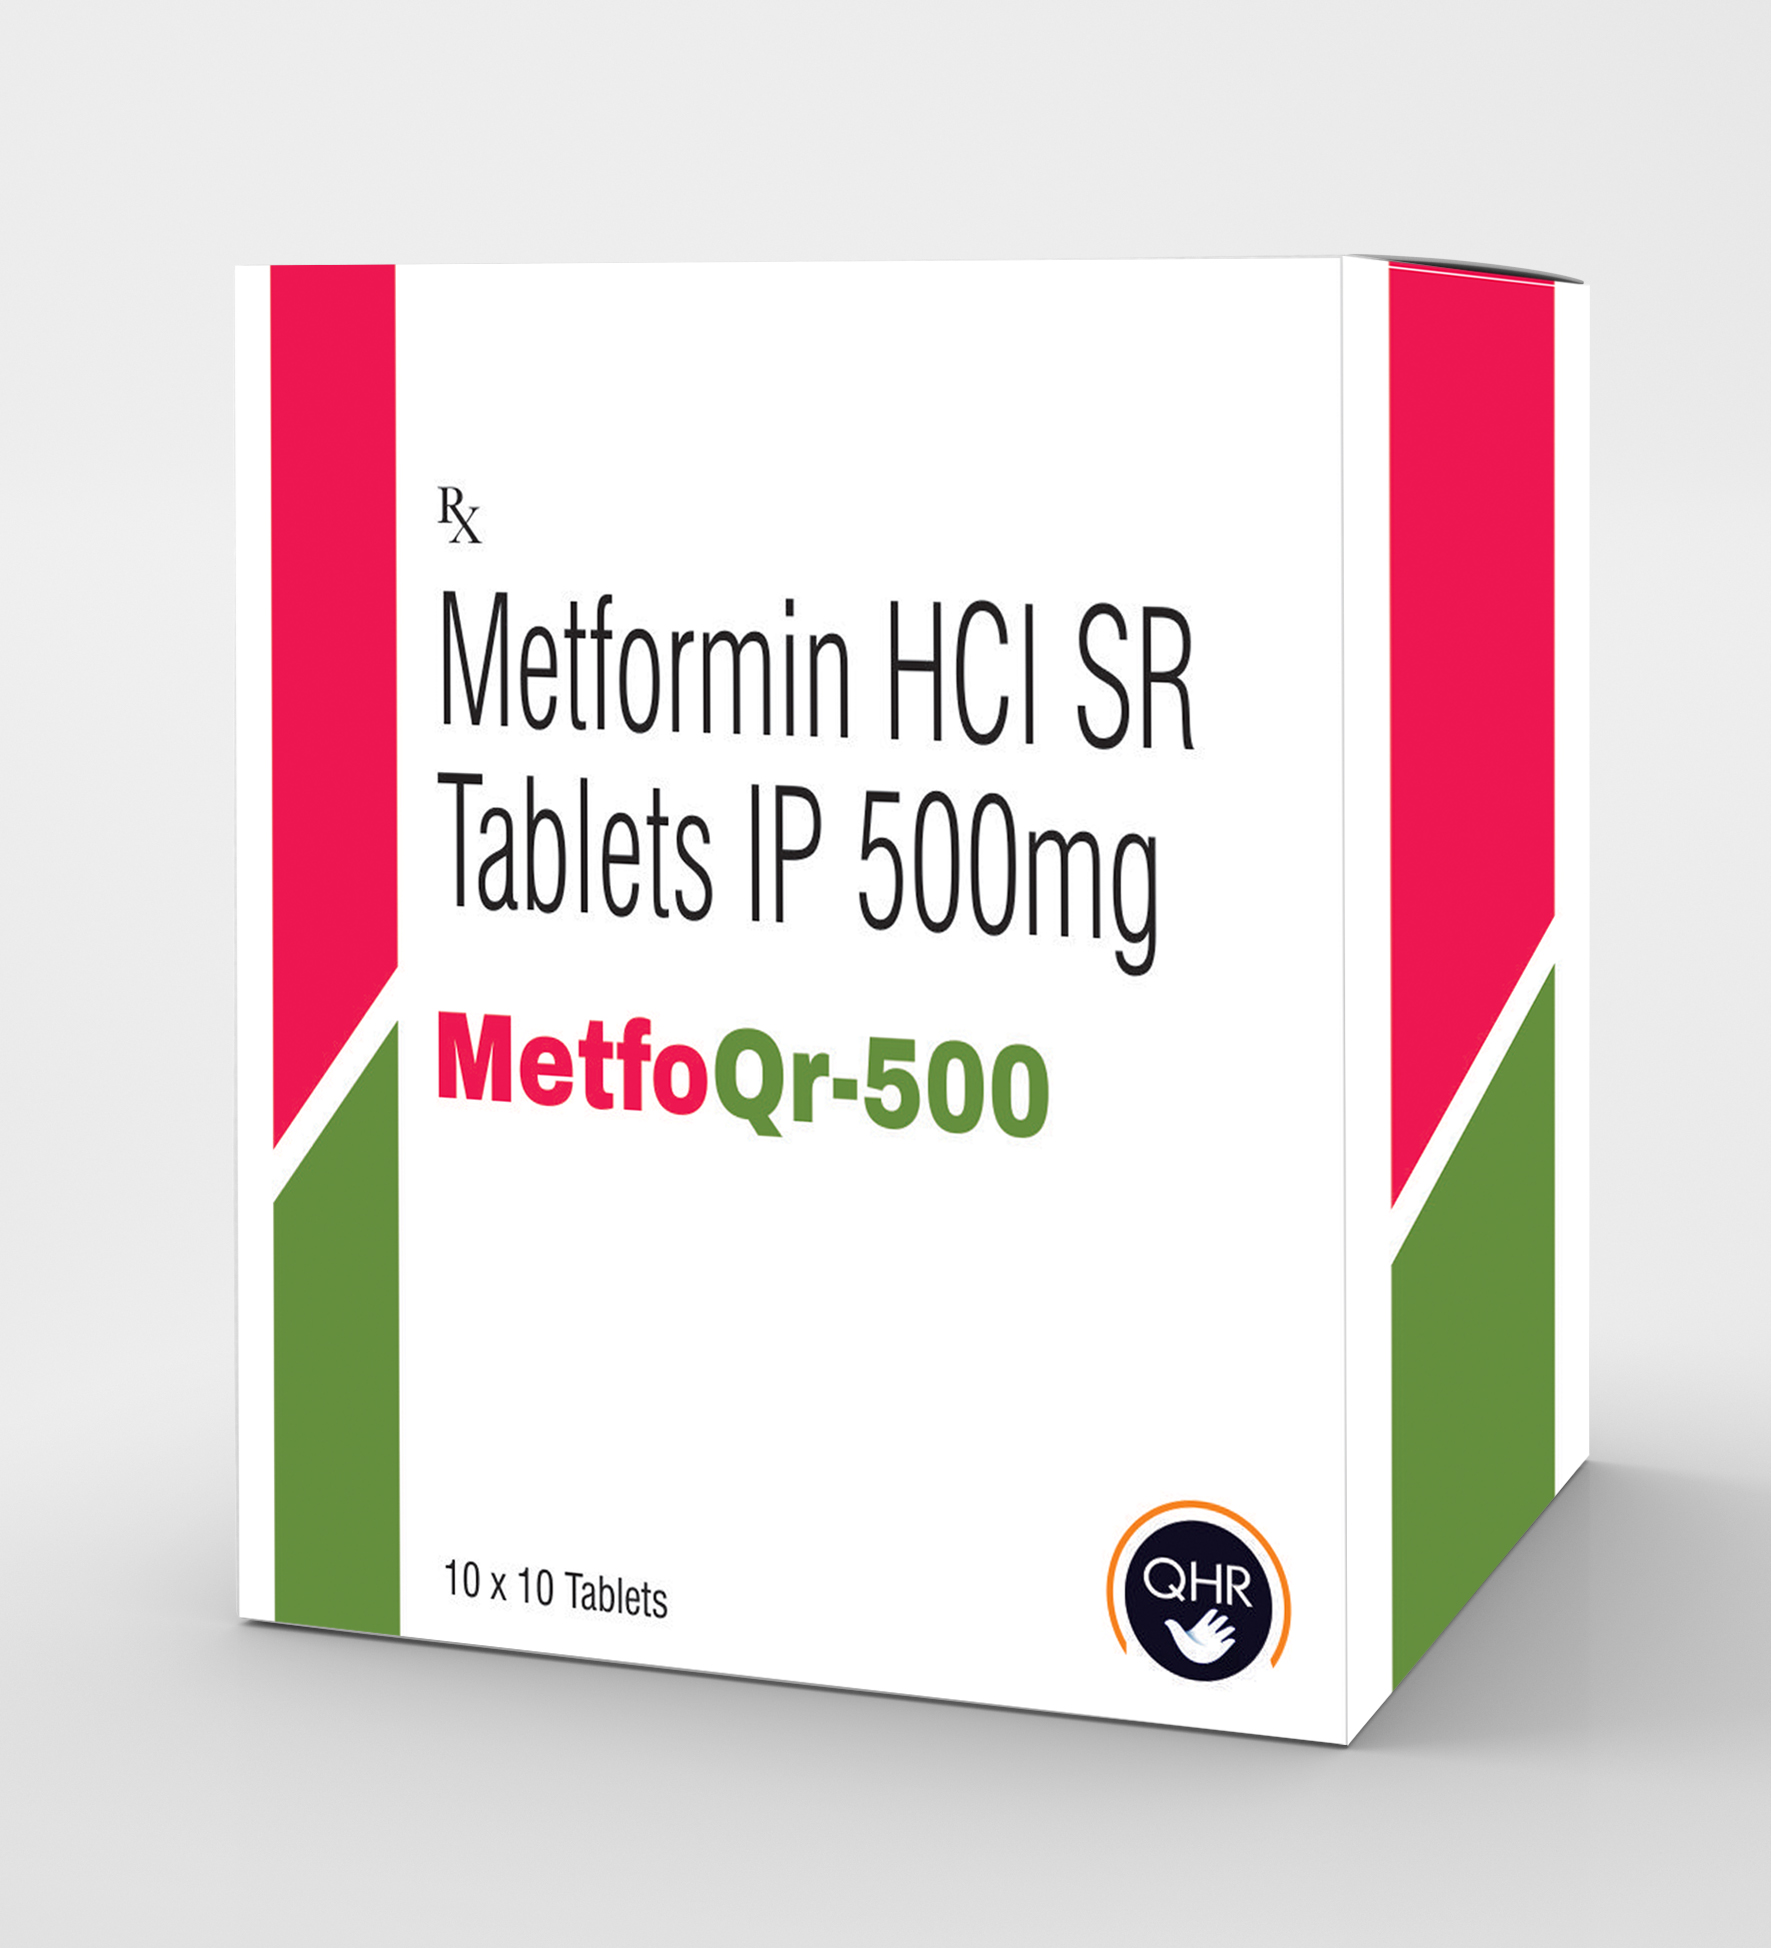 Rx
Metformin HCl SR
Tablets IP 500mg
MetfoQr-500
10 x 10 Tablets
QHR